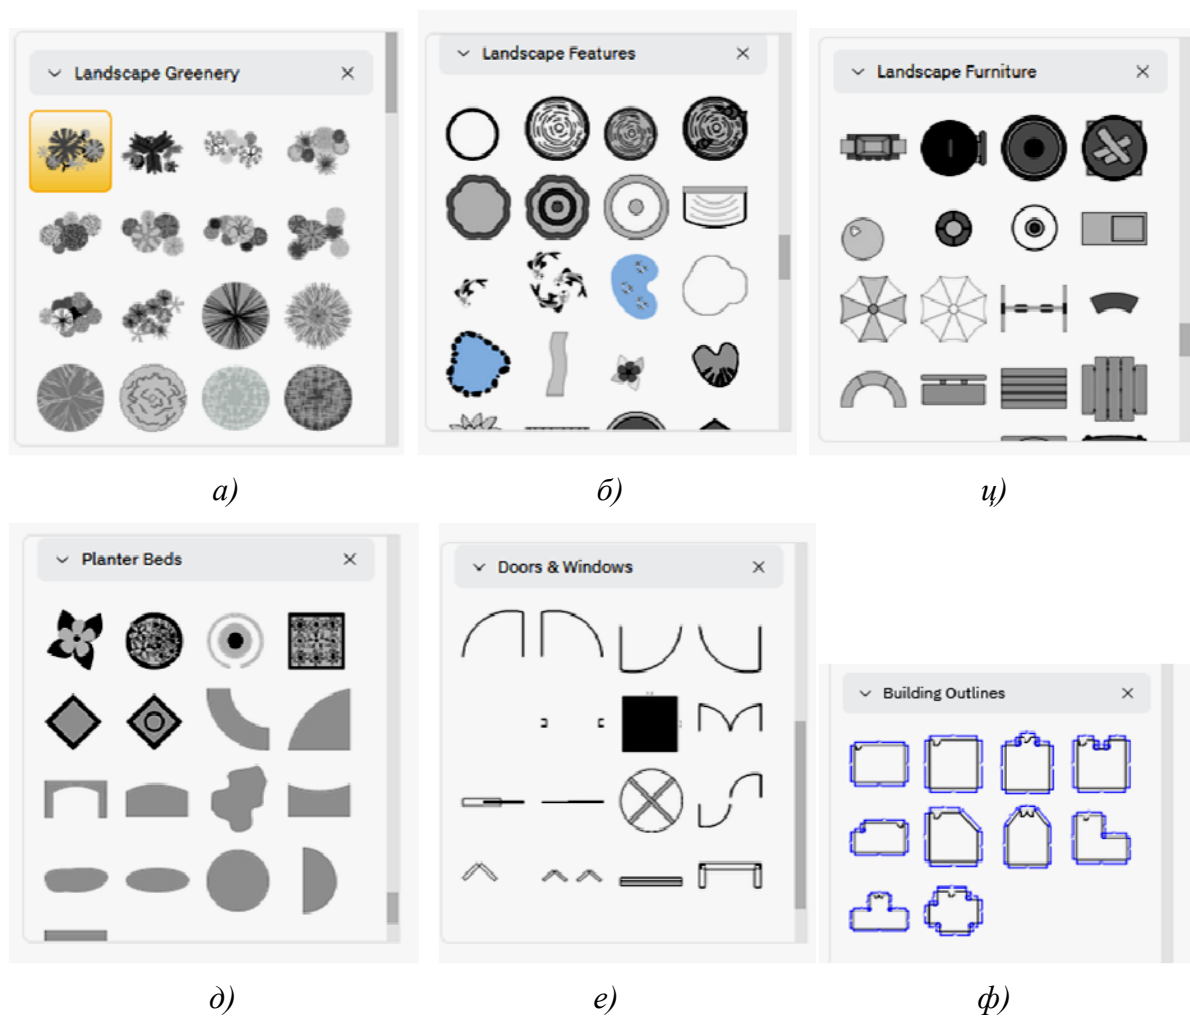 Landscape Greenery
Landscape Features
Landscape Furniture
а)
б)
ц)
Planter Beds
Doors & Windows
Building Outlines
д)
е)
ф)